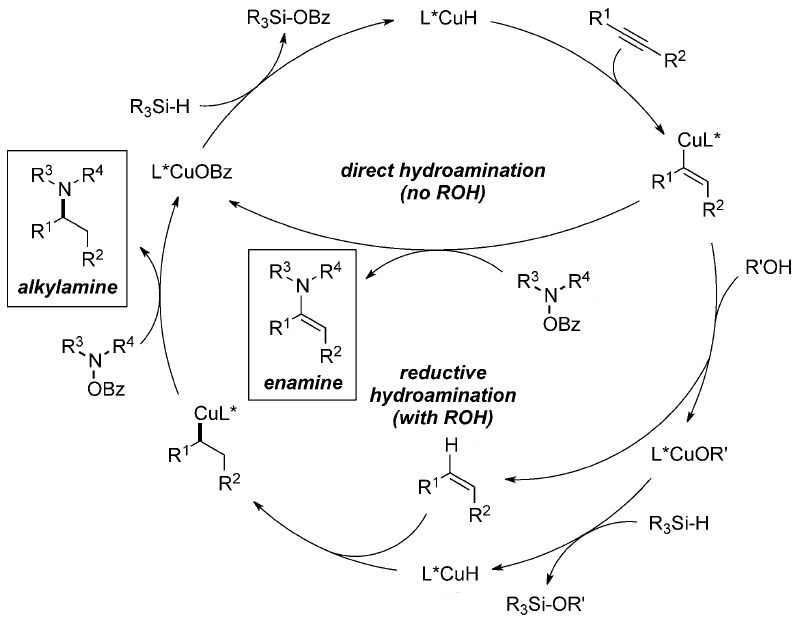 R3Si-OBz
L*CuH
R1
R2
R3Si-H
CuL*
R1
R2
L*CuOBz
direct hydroamination
(no ROH)
R3 R4
N
R1
R2
alkylamine
R3 R4
N
R1
R2
enamine
R3 R4
N
OBz
R'OH
R3 R4
N
OBz
reductive
hydroamination
(with ROH)
CuL*
R1
R2
H
R1
R2
L*CuOR'
R3Si-H
L*CuH
R3Si-OR'